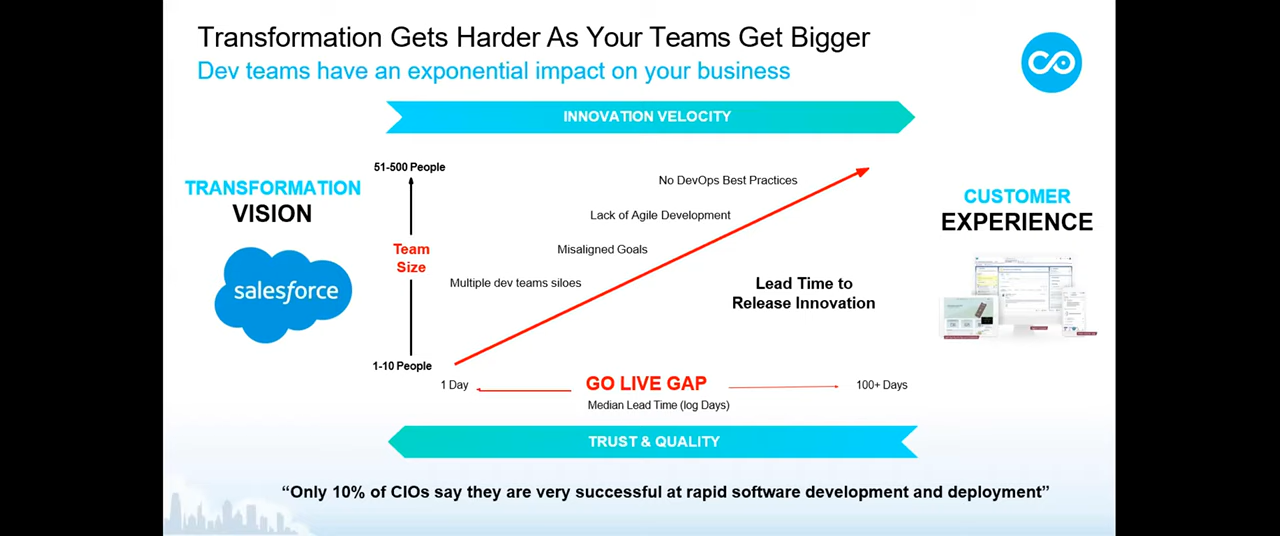 Transformation Gets Harder As Your Teams Get Bigger
Dev teams have an exponential impact on your business
INNOVATION VELOCITY
51-500 People
No DevOps Best Practices
TRANSFORMATION
VISION
CUSTOMER
EXPERIENCE
Lack of Agile Development
Team
Size
Misaligned Goals
salesforce
Multiple dev teams siloes
Lead Time to
Release Innovation
1-10 People
1 Day
GO LIVE GAP
100+ Days
Median Lead Time (log Days)
TRUST & QUALITY
“Only 10% of CIOs say they are very successful at rapid software development and deployment”